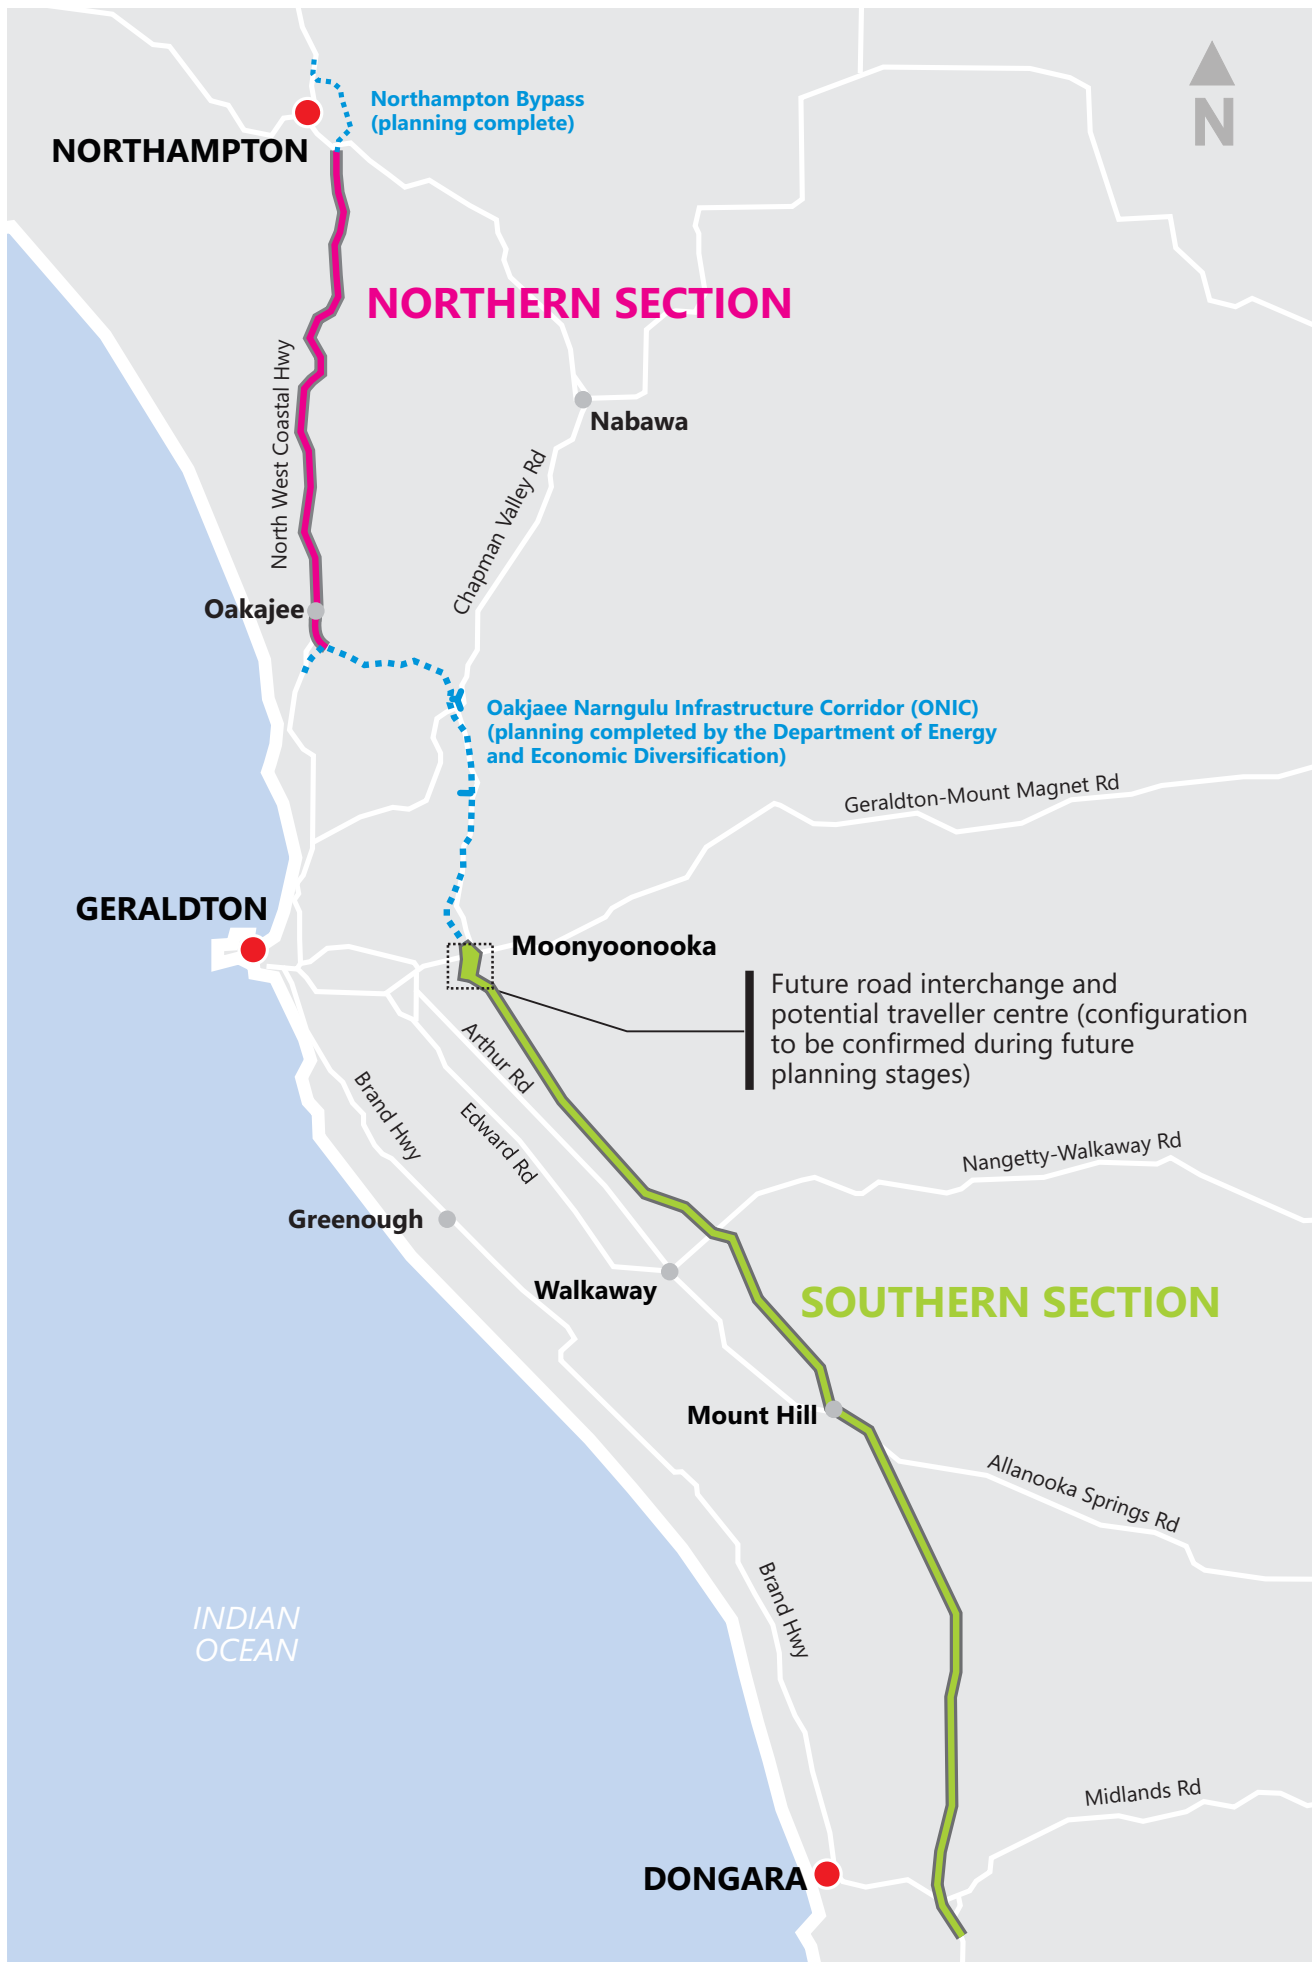 Northampton Bypass
(planning complete)
N
NORTHAMPTON
NORTHERN SECTION
North West Coastal Hwy
Nabawa
Chapman Valley Rd
Oakajee
Oakjaee Narngulu Infrastructure Corridor (ONIC)
(planning completed by the Department of Energy
and Economic Diversification)
Geraldton-Mount Magnet Rd
GERALDTON
Moonyoonooka
Future road interchange and
potential traveller centre (configuration
to be confirmed during future
planning stages)
Arthur Rd
Brand Hwy
Edward Rd
Nangetty-Walkaway Rd
Greenough
Walkaway
SOUTHERN SECTION
Mount Hill
Allanooka Springs Rd
Brand Hwy
INDIAN
OCEAN
Midlands Rd
DONGARA